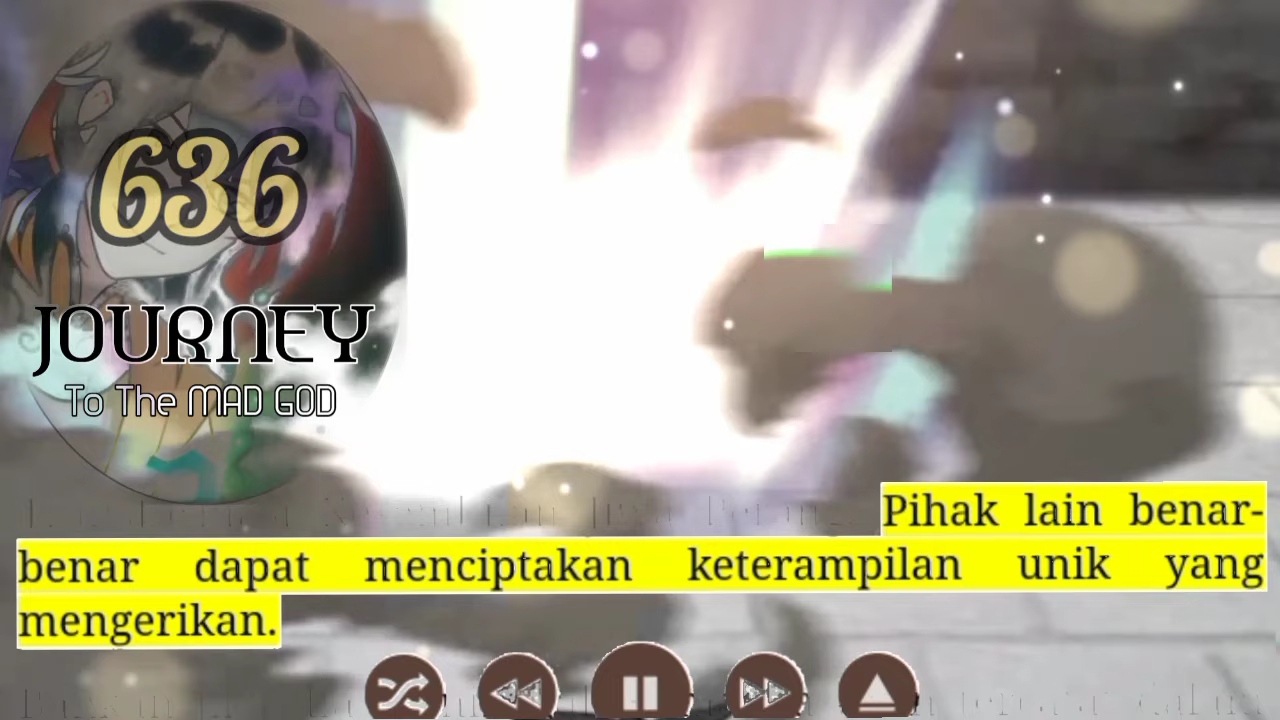 636
JOURNEY
To The MAD GOD
Pihak lain benar-
benar dapat menciptakan keterampilan unik yang
mengerikan.